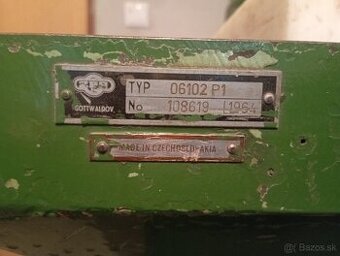 GOTTWALDOV
TYP 06102 P1
No 108619 1964
MADE IN CZECHOSLOVAKIA
© Bazos.sk